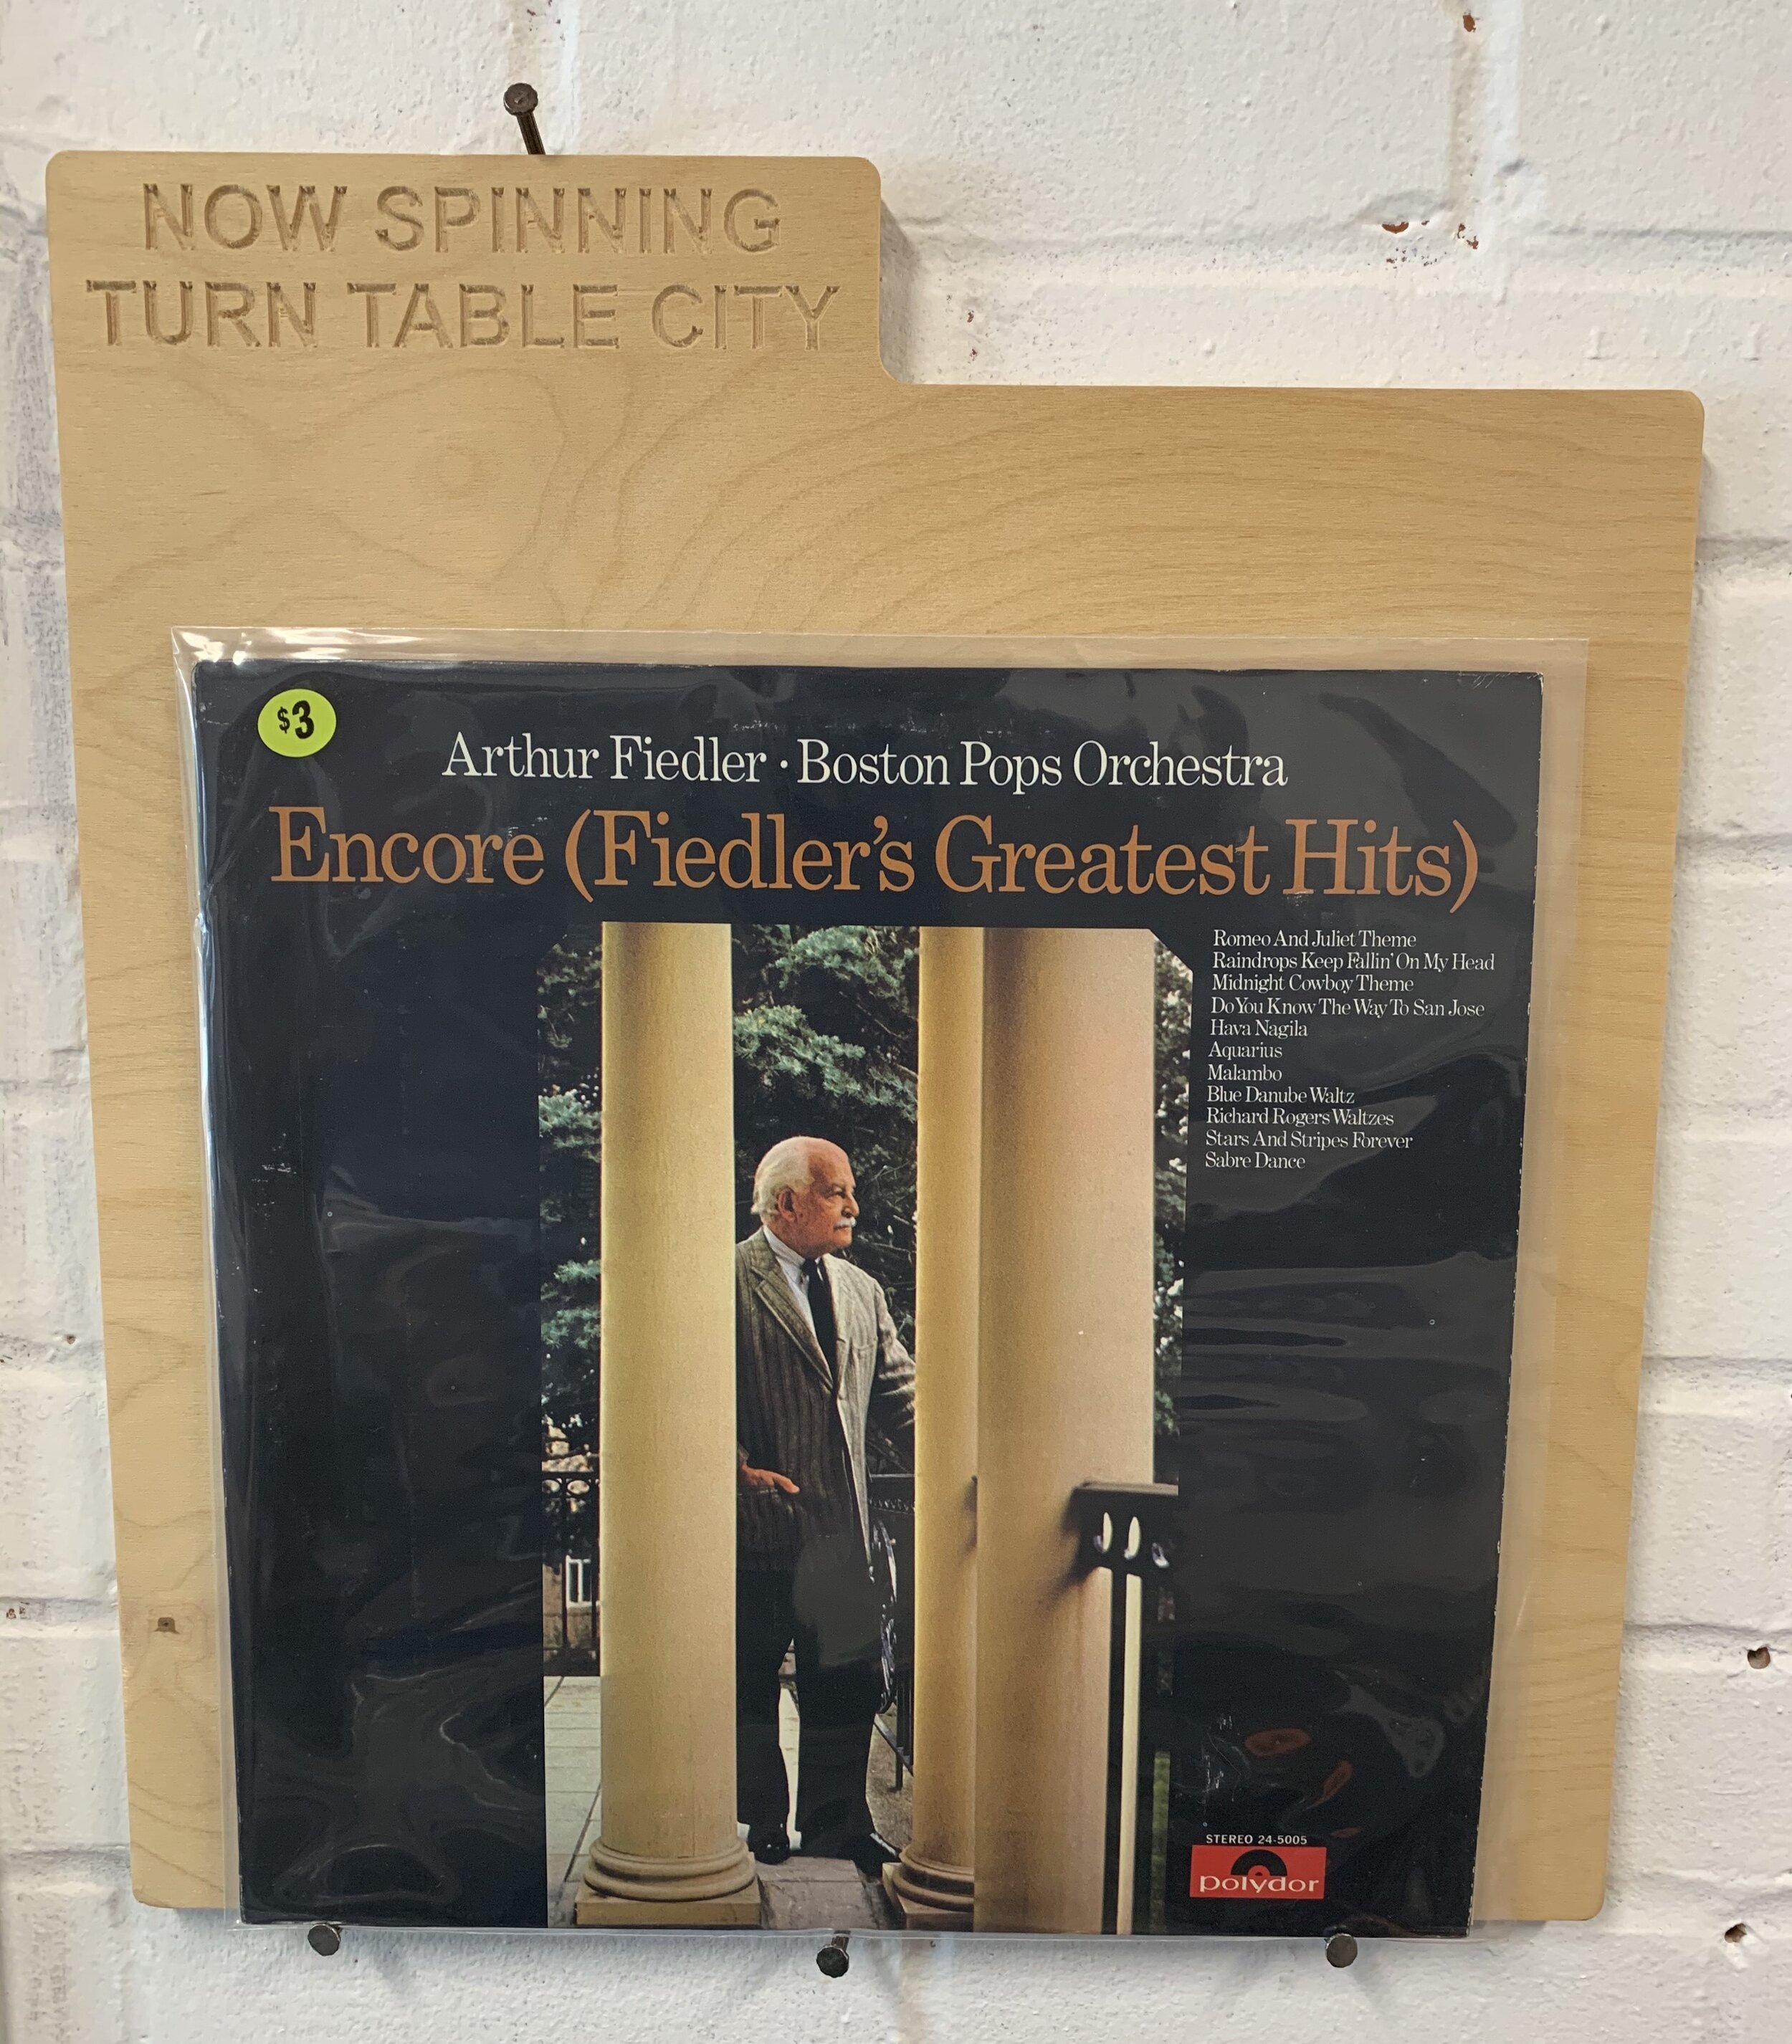 NOW SPINNING
TURN TABLE CITY
$3
Arthur Fiedler · Boston Pops Orchestra
Encore (Fiedler's Greatest Hits)
Romeo And Juliet Theme
Raindrops Keep Fallin' On My Head
Midnight Cowboy Theme
Do You Know The Way To San Jose
Hava Nagila
Aquarius
Malambo
Blue Danube Waltz
Richard Rogers Waltzes
Stars And Stripes Forever
Sabre Dance
STEREO 24-5005
polydor